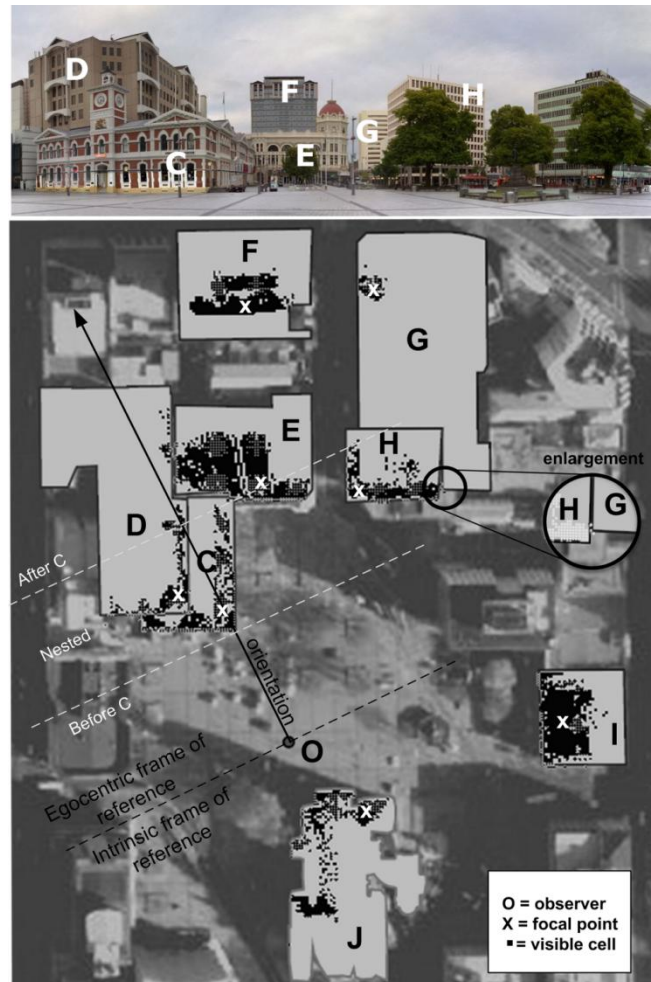 D
F
H
G
C
E
F
G
E
H
enlargement
H G
D
C
After C
Nested
Before C
orientation
O
I
Egocentric frame of
reference
Intrinsic frame of
reference
J
O = observer
X = focal point
▪ = visible cell